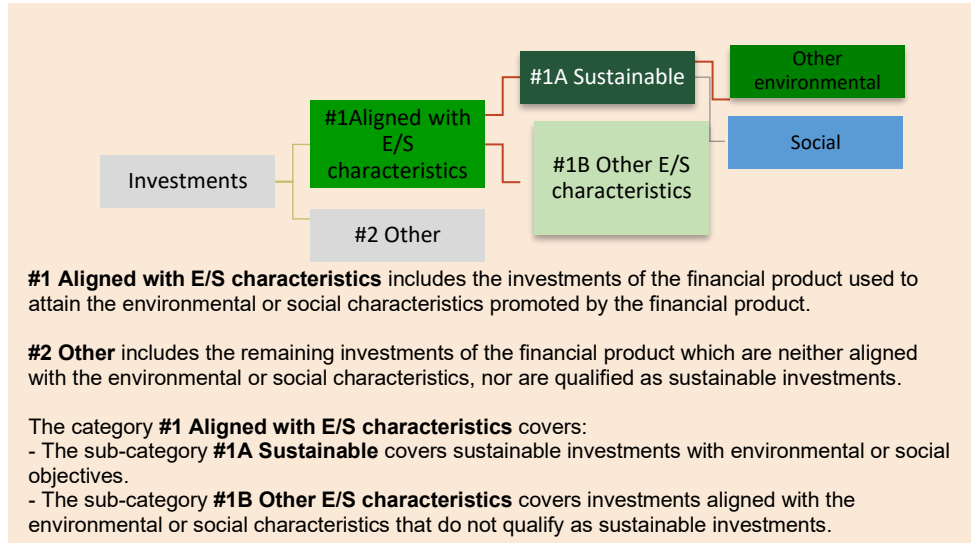 Investments
#1Aligned with
E/S
characteristics
#2 Other
#1A Sustainable
#1B Other E/S
characteristics
Other
environmental
Social
#1 Aligned with E/S characteristics includes the investments of the financial product used to
attain the environmental or social characteristics promoted by the financial product.
#2 Other includes the remaining investments of the financial product which are neither aligned
with the environmental or social characteristics, nor are qualified as sustainable investments.
The category #1 Aligned with E/S characteristics covers:
- The sub-category #1A Sustainable covers sustainable investments with environmental or social
objectives.
- The sub-category #1B Other E/S characteristics covers investments aligned with the
environmental or social characteristics that do not qualify as sustainable investments.